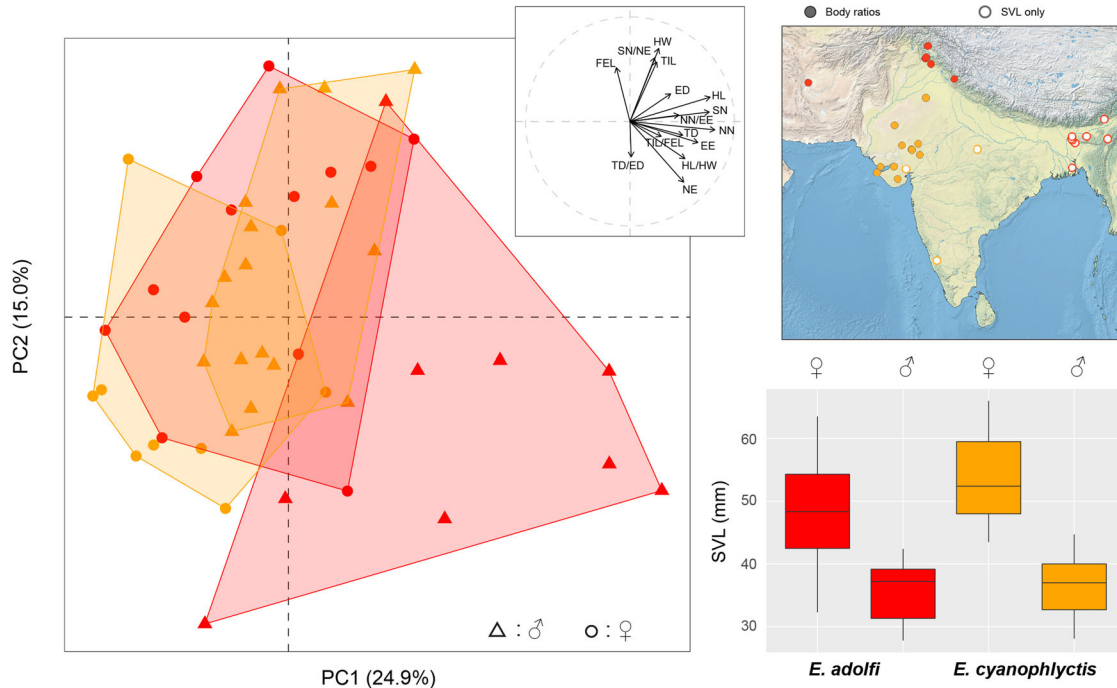 Body ratios
SVL only
HW
SN/NE
TIL
FEL
ED
HL
SN
NN/EE
NN
TD
TIL/FEL
EE
TD/ED
HL/HW
NE
PC2 (15.0%)
△ : ♂ ○ : ♀
PC1 (24.9%)
♀ ♂ ♀ ♂
SVL (mm)
60
50
40
30
E. adolfi
E. cyanophlyctis